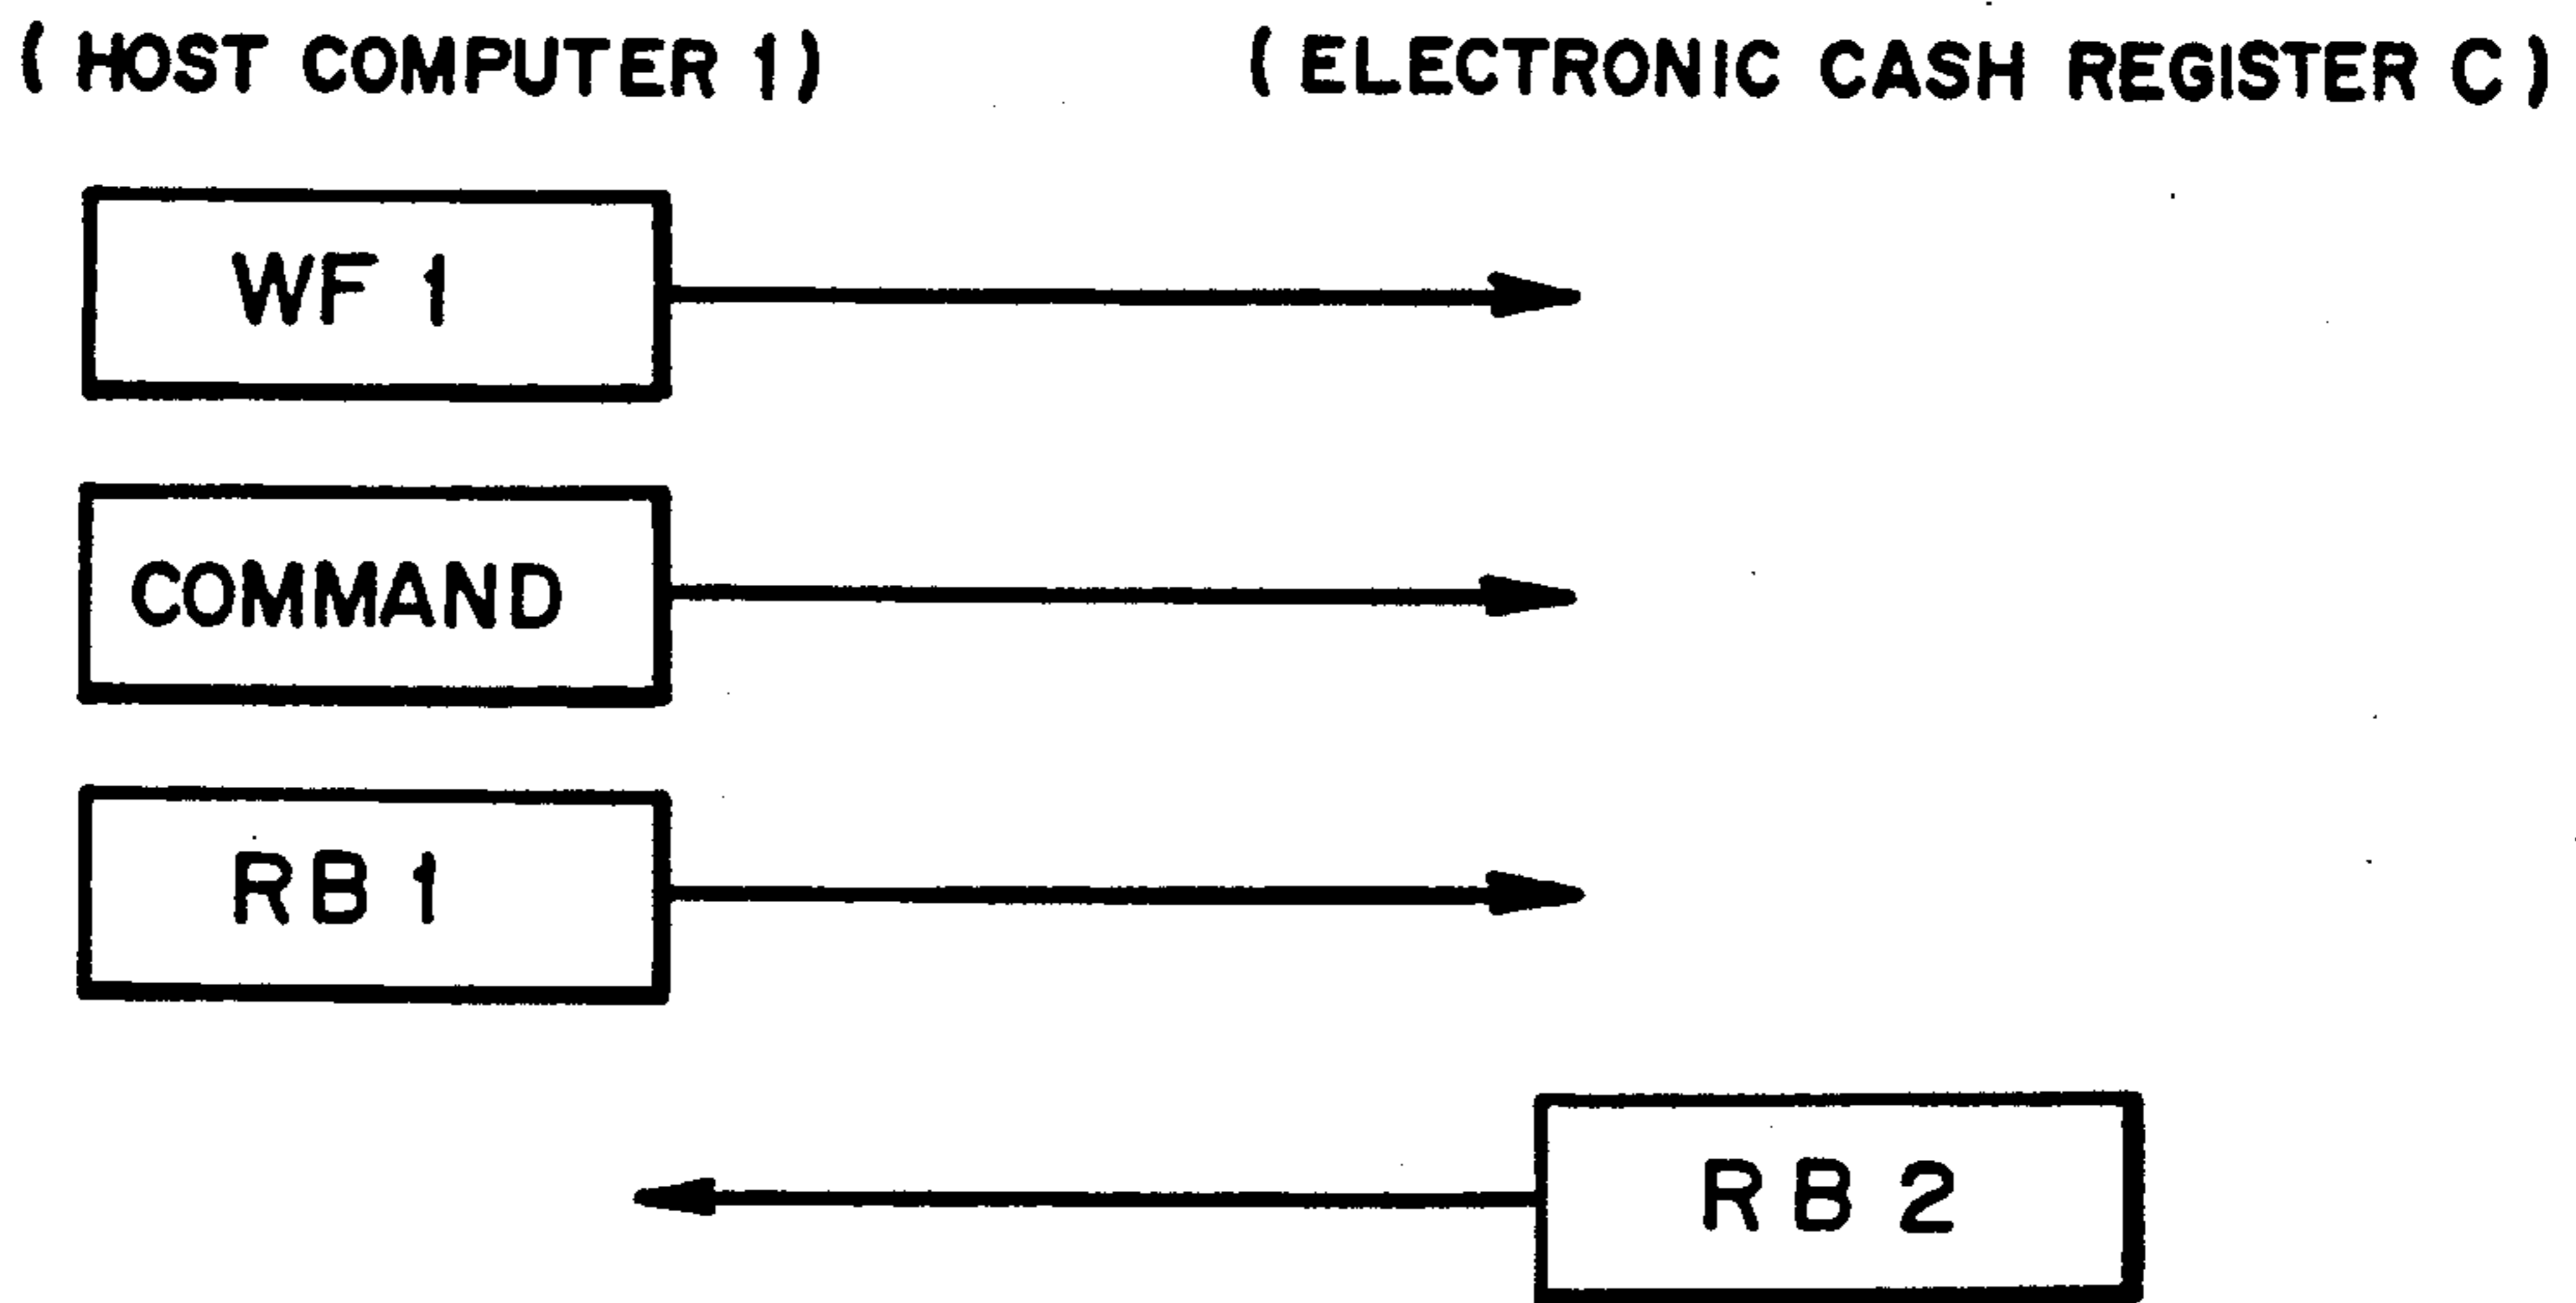 ( HOST COMPUTER 1 ) ( ELECTRONIC CASH REGISTER C )
WF 1
COMMAND
RB 1
RB 2